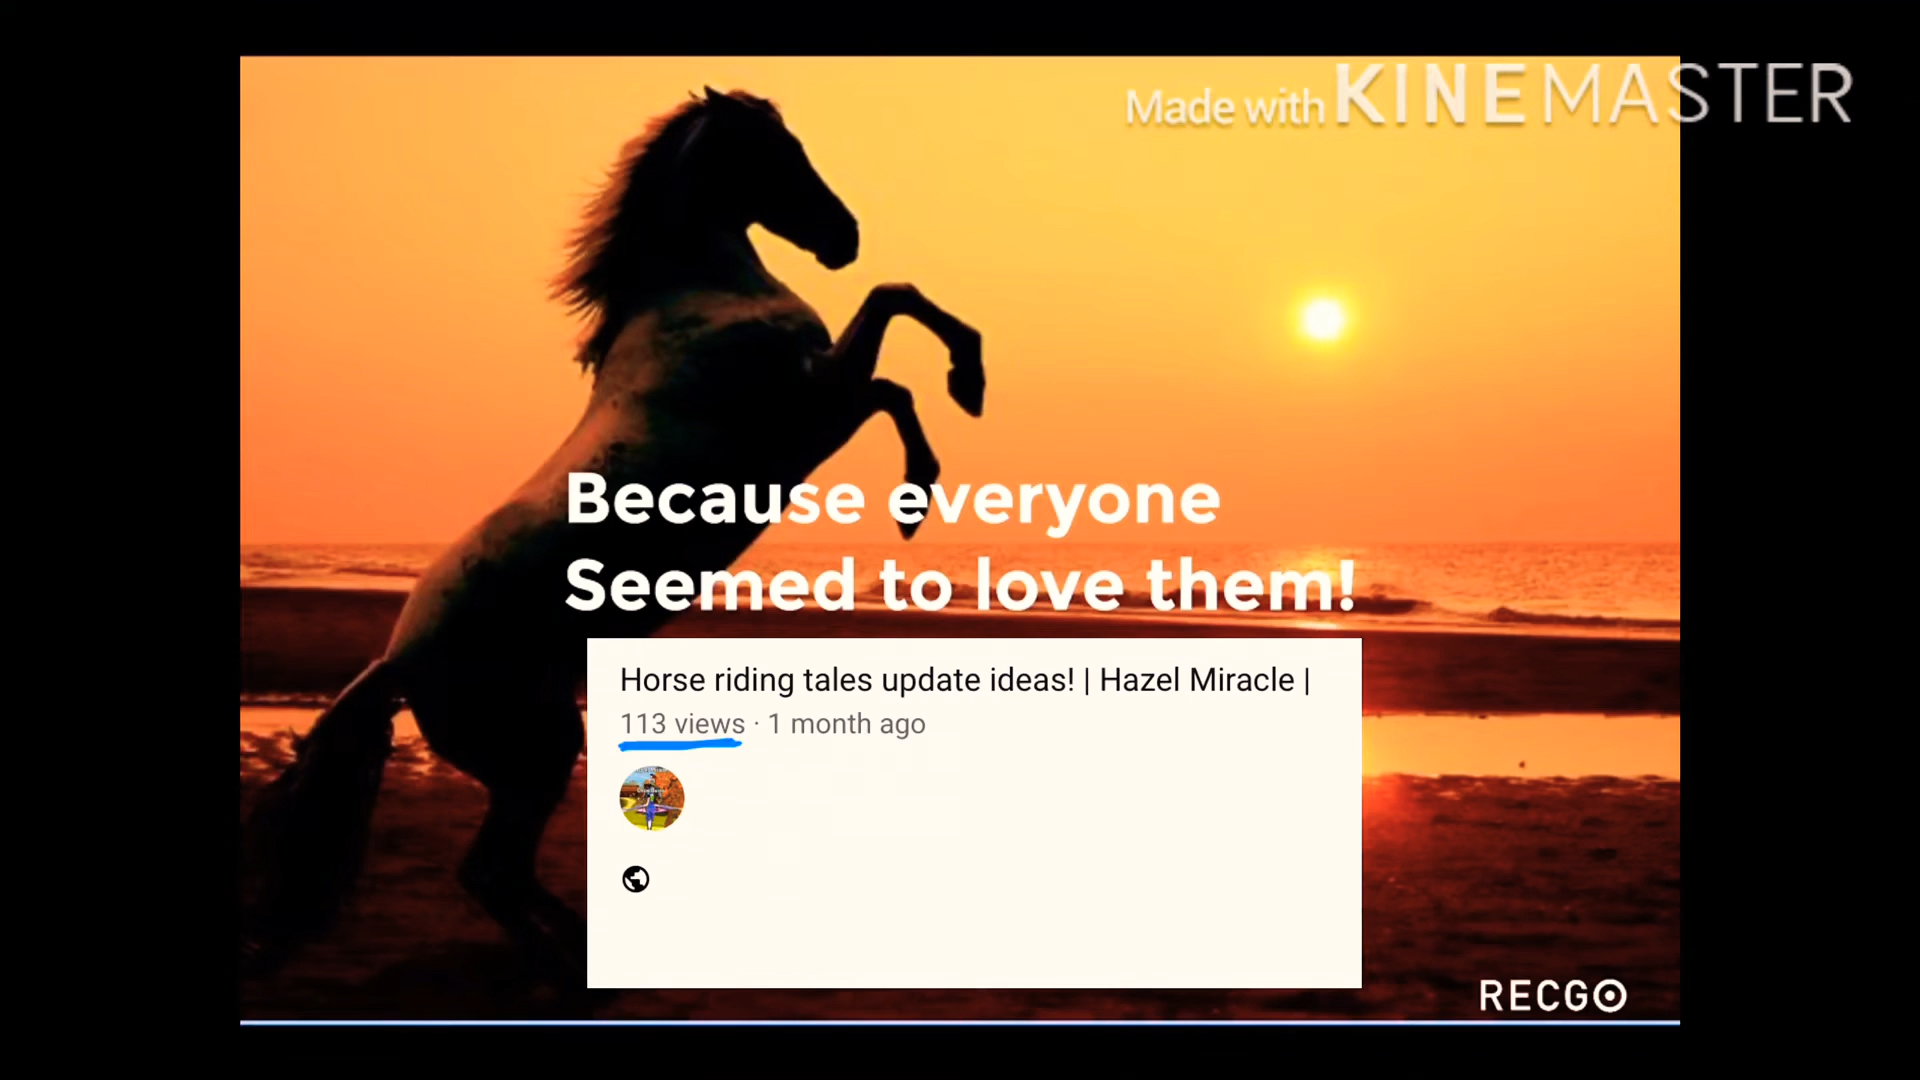 Made with KINEMASTER
Because everyone
Seemed to love them!
Horse riding tales update ideas! | Hazel Miracle |
113 views · 1 month ago
RECGO